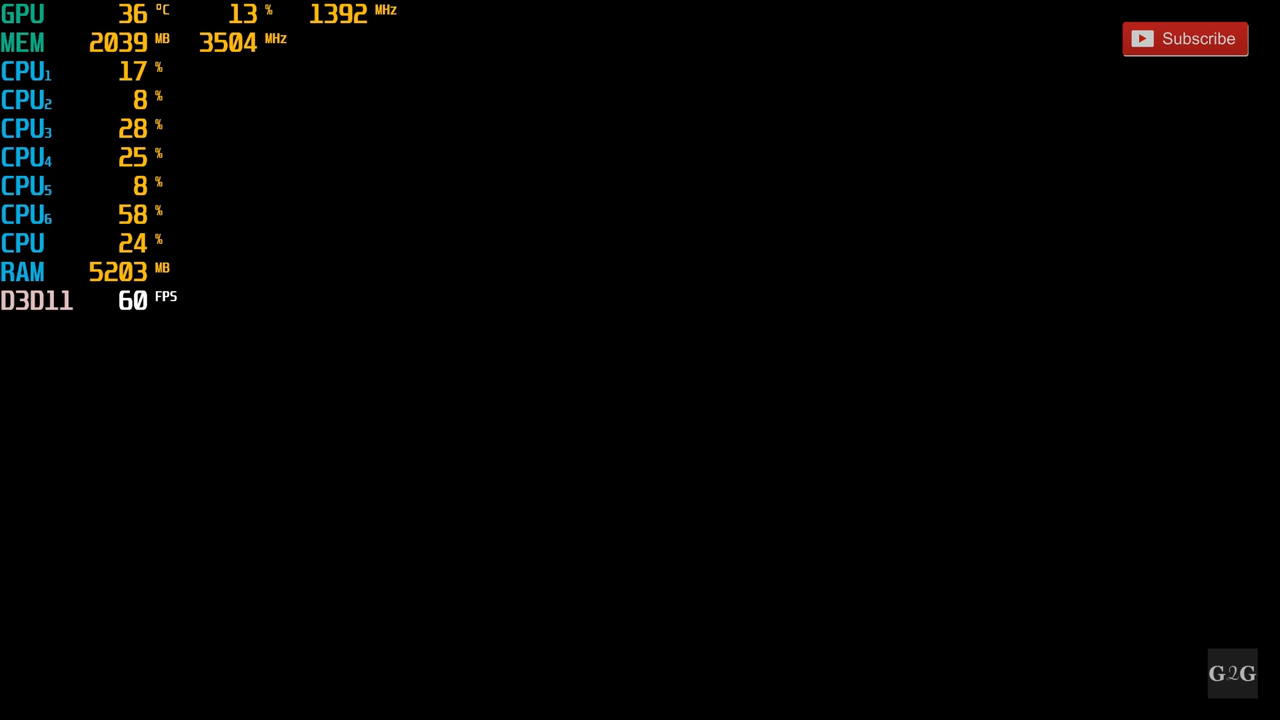 GPU 36 °C 13 % 1392 MHz
MEM 2039 MB 3504 MHz
CPU1 17 %
CPU2 8 %
CPU3 28 %
CPU4 25 %
CPU5 8 %
CPU6 58 %
CPU 24 %
RAM 5203 MB
D3D11 60 FPS
Subscribe
G2G